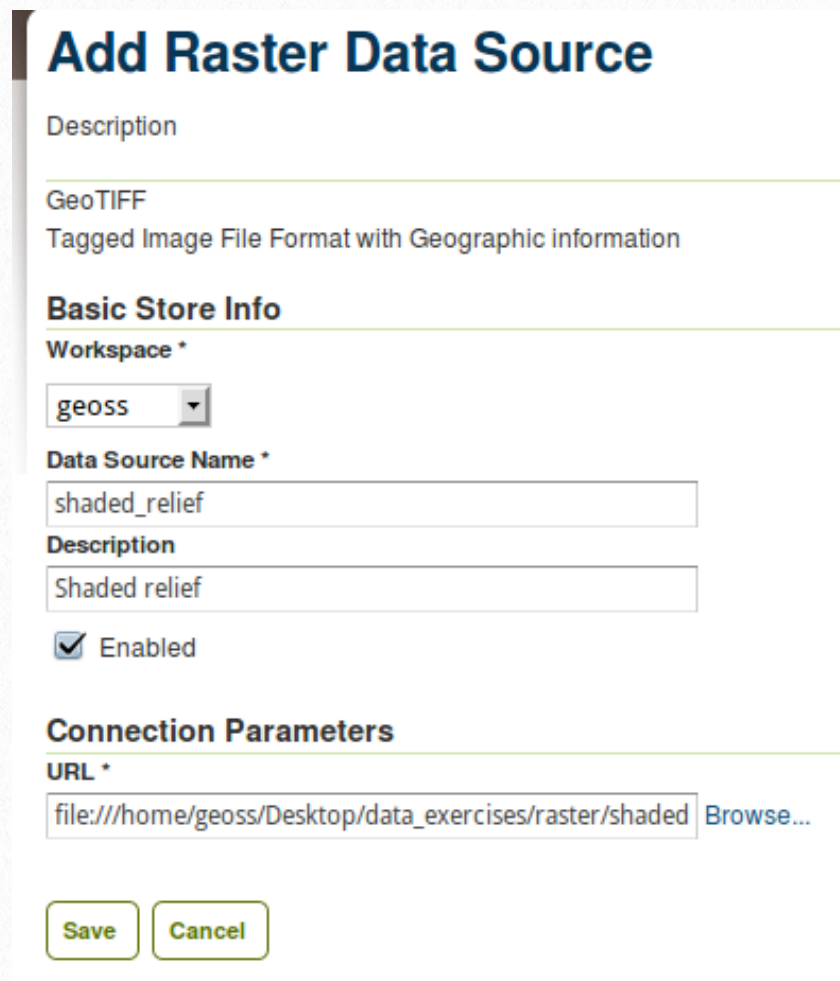 Add Raster Data Source
Description
GeoTIFF
Tagged Image File Format with Geographic information
Basic Store Info
Workspace *
geoss
Data Source Name *
shaded_relief
Description
Shaded relief
Enabled
Connection Parameters
URL *
file:///home/geoss/Desktop/data_exercises/raster/shaded Browse...
Save Cancel